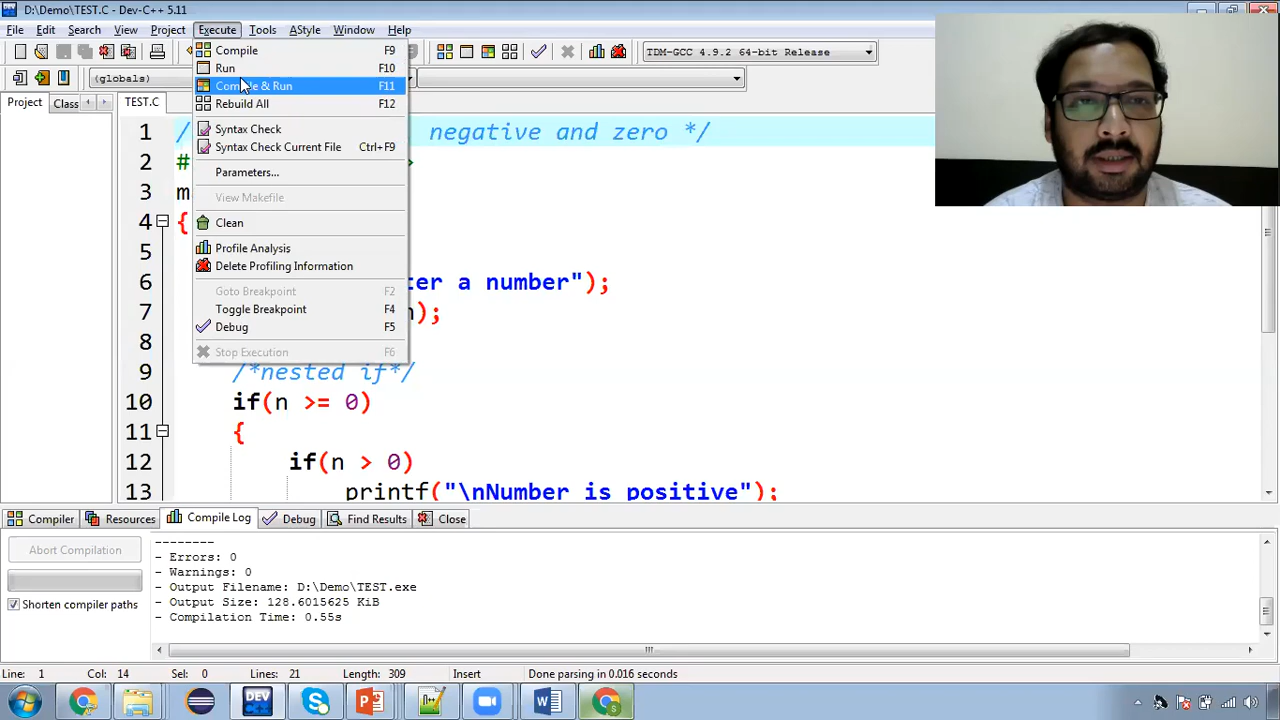 D:\Demo\TEST.C - Dev-C++ 5.11
File Edit Search View Project Execute Tools AStyle Window Help
TDM-GCC 4.9.2 64-bit Release
(globals)
Compile F9
Run F10
Compile & Run F11
Rebuild All F12
Syntax Check
Syntax Check Current File Ctrl+F9
Parameters...
View Makefile
Clean
Profile Analysis
Delete Profiling Information
Goto Breakpoint F2
Toggle Breakpoint F4
Debug F5
Stop Execution F6
Project Class
TEST.C
1 / negative and zero */
2 # >
3 m
4 {
5
6 ter a number");
7 );
8
9 /*nested if*/
10 if(n >= 0)
11 {
12 if(n > 0)
13 printf("\nNumber is positive");
Compiler Resources Compile Log Debug Find Results Close
Abort Compilation
Shorten compiler paths
--------
- Errors: 0
- Warnings: 0
- Output Filename: D:\Demo\TEST.exe
- Output Size: 128.6015625 KiB
- Compilation Time: 0.55s
Line: 1 Col: 14 Sel: 0 Lines: 21 Length: 309 Insert Done parsing in 0.016 seconds
DEV